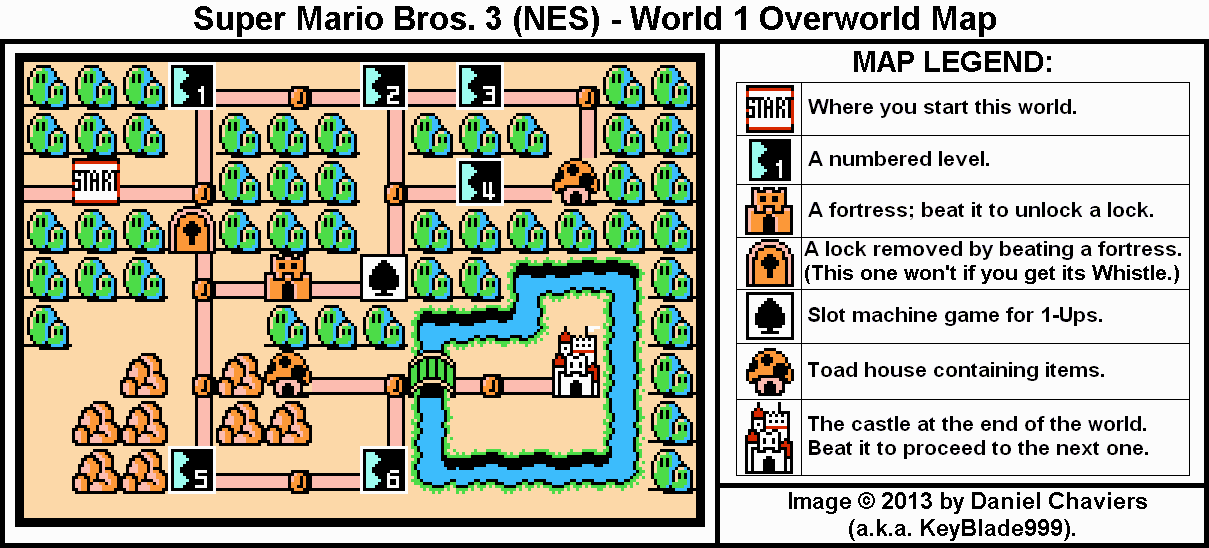 Super Mario Bros. 3 (NES) - World 1 Overworld Map
1
2
3
START
4
5
6
MAP LEGEND:
START
Where you start this world.
1
A numbered level.
A fortress; beat it to unlock a lock.
A lock removed by beating a fortress.
(This one won't if you get its Whistle.)
Slot machine game for 1-Ups.
Toad house containing items.
The castle at the end of the world.
Beat it to proceed to the next one.
Image © 2013 by Daniel Chaviers
(a.k.a. KeyBlade999).